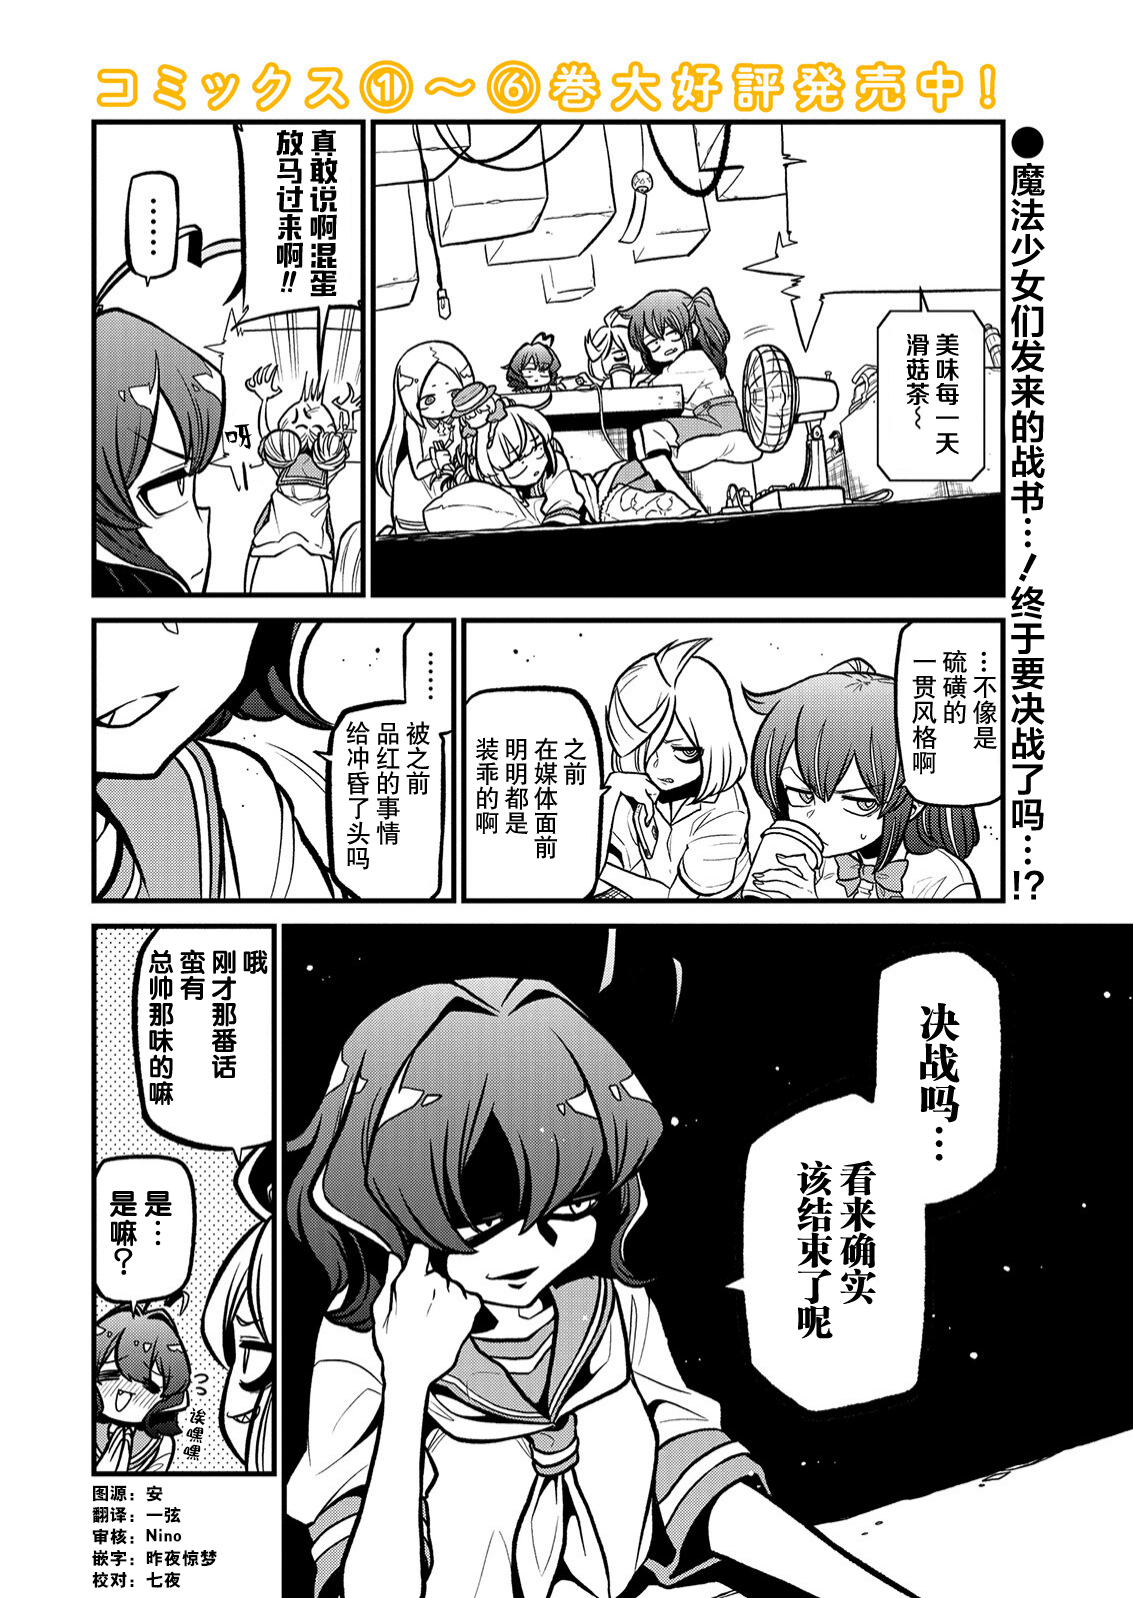 コミックス①～⑥巻大好評発売中！
●魔法少女们发来的战书…！终于要决战了吗…!?
美味每一天
滑菇茶～
真敢说啊混蛋
放马过来啊!!
呀
……
…不像是
硫磺的
一贯风格啊
之前
在媒体面前
明明都是
装乖的啊
……
被之前
品红的事情
给冲昏了头吗
决战吗…
看来确实
该结束了呢
哦
刚才那番话
蛮有
总帅那味的嘛
是…
是嘛？
诶嘿嘿
图源：安
翻译：一弦
审核：Nino
嵌字：昨夜惊梦
校对：七夜